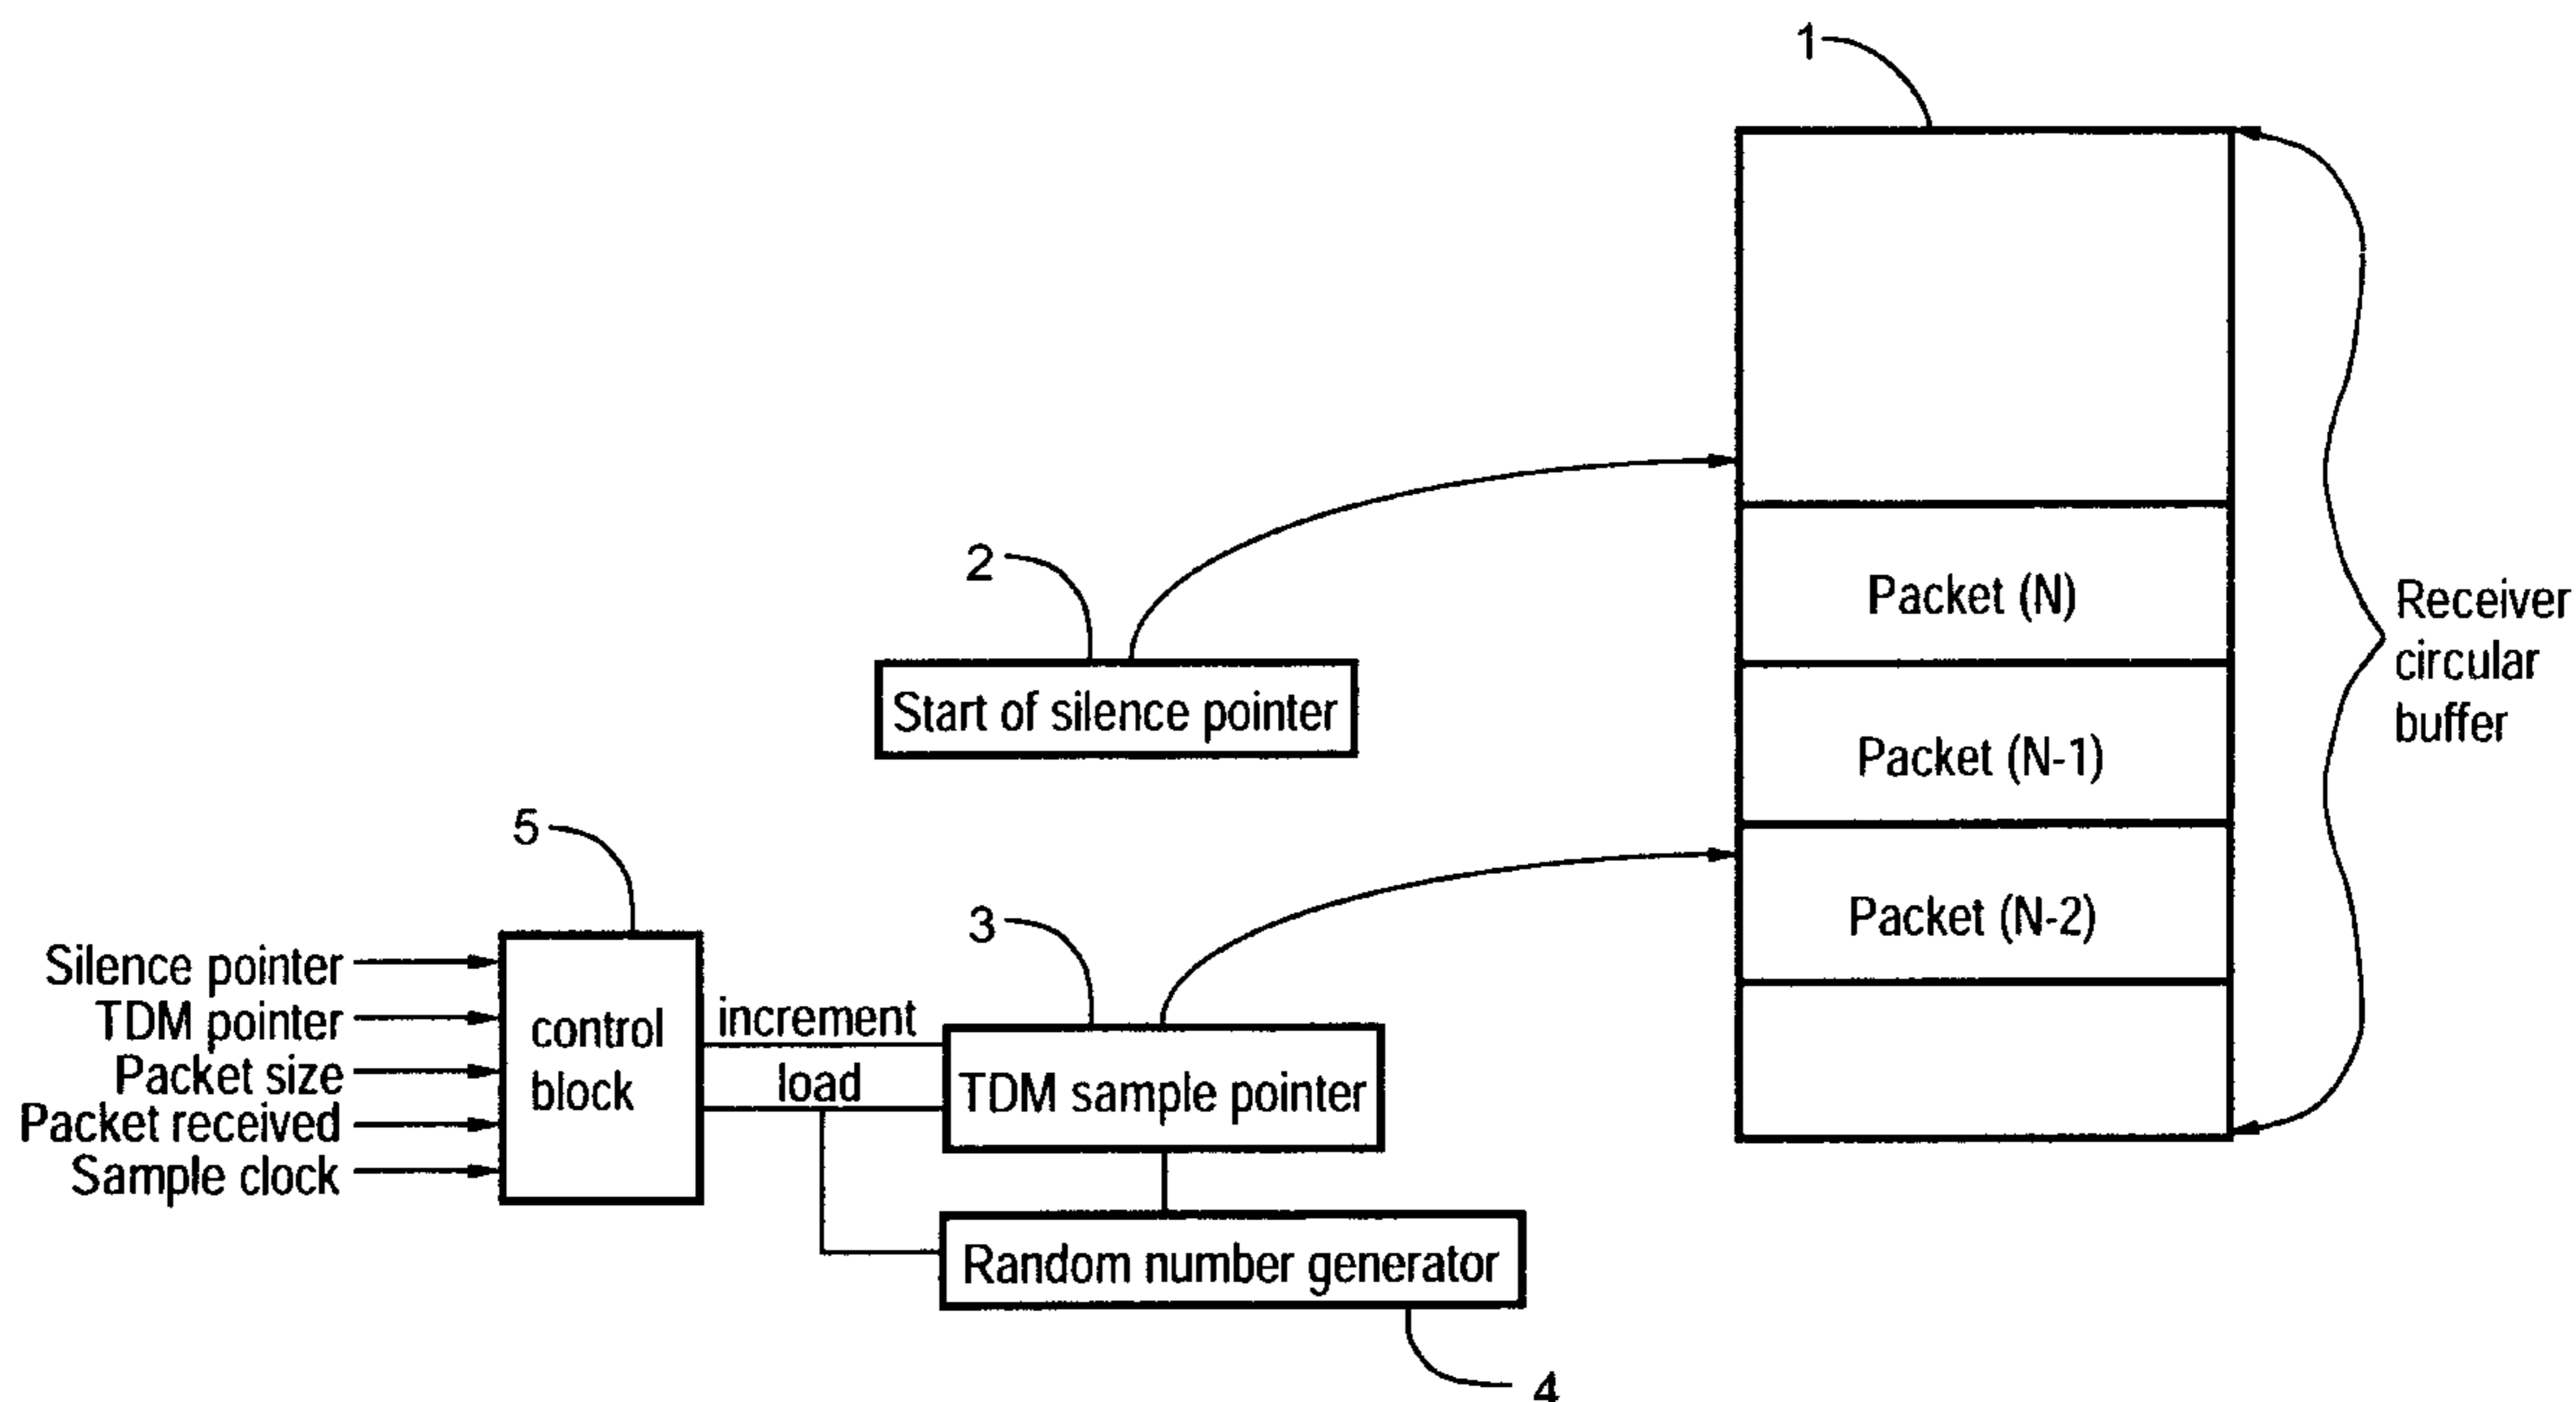 1
Packet (N)
Packet (N-1)
Packet (N-2)
Receiver
circular
buffer
2
Start of silence pointer
5
Silence pointer
TDM pointer
Packet size
Packet received
Sample clock
control
block
increment
load
3
TDM sample pointer
Random number generator
4